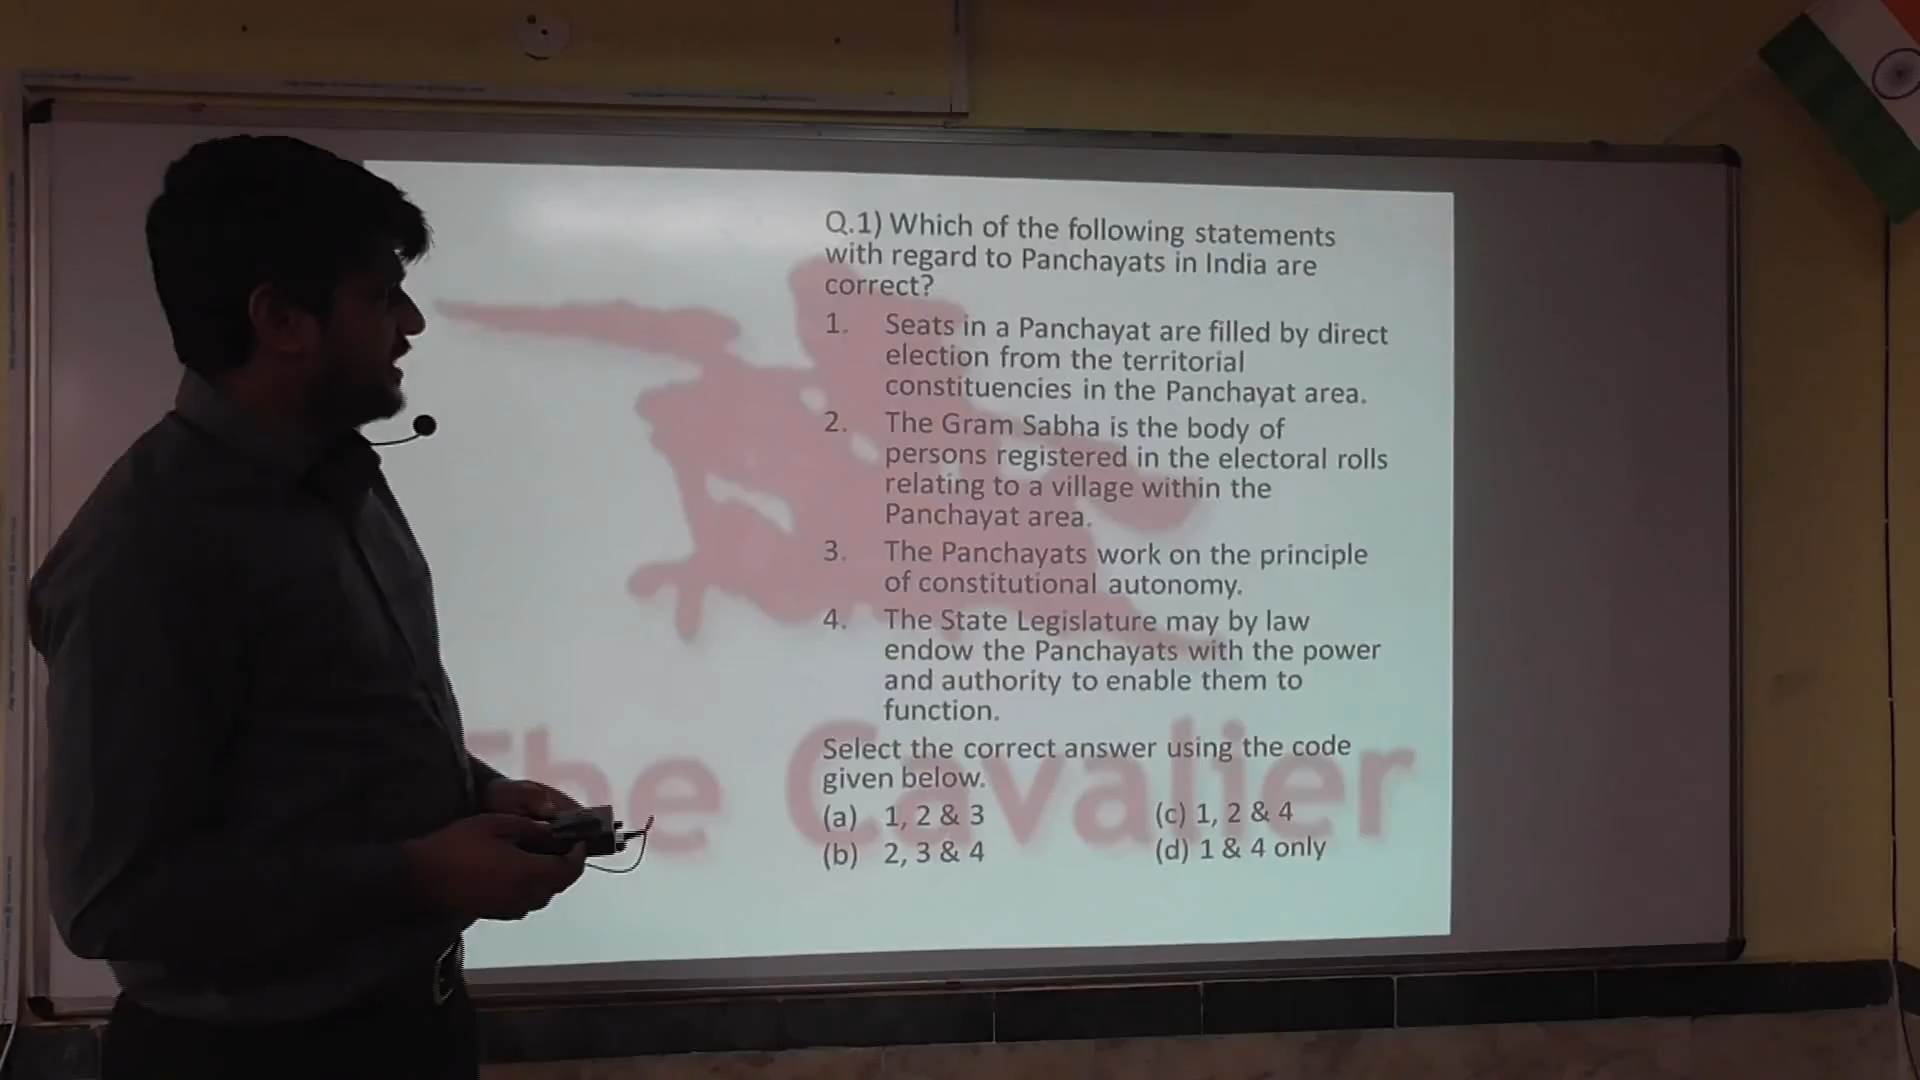 Q.1) Which of the following statements
with regard to Panchayats in India are
correct?
1. Seats in a Panchayat are filled by direct
election from the territorial
constituencies in the Panchayat area.
2. The Gram Sabha is the body of
persons registered in the electoral rolls
relating to a village within the
Panchayat area.
3. The Panchayats work on the principle
of constitutional autonomy.
4. The State Legislature may by law
endow the Panchayats with the power
and authority to enable them to
function.
Select the correct answer using the code
given below.
(a) 1, 2 & 3 (c) 1, 2 & 4
(b) 2, 3 & 4 (d) 1 & 4 only
The Cavalier